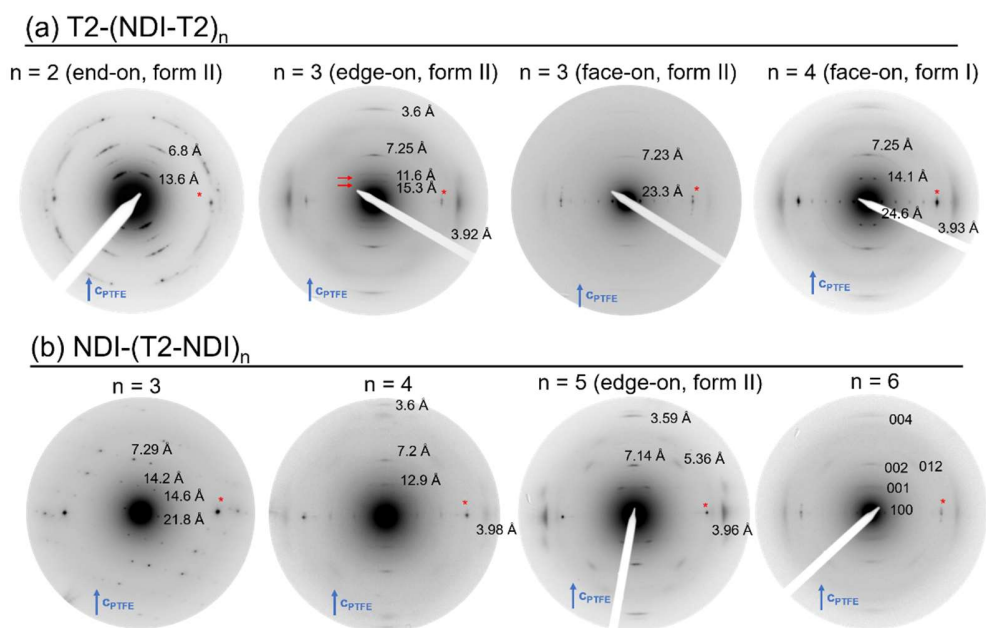 (a) T2-(NDI-T2)n
n = 2 (end-on, form II)
n = 3 (edge-on, form II)
n = 3 (face-on, form II)
n = 4 (face-on, form I)
6.8 Å
13.6 Å
*
cPTFE
3.6 Å
7.25 Å
11.6 Å
15.3 Å
*
3.92 Å
cPTFE
7.23 Å
23.3 Å
*
cPTFE
7.25 Å
14.1 Å
*
24.6 Å
3.93 Å
cPTFE
(b) NDI-(T2-NDI)n
n = 3
n = 4
n = 5 (edge-on, form II)
n = 6
7.29 Å
14.2 Å
14.6 Å
*
21.8 Å
cPTFE
3.6 Å
7.2 Å
12.9 Å
*
3.98 Å
cPTFE
3.59 Å
7.14 Å
5.36 Å
*
3.96 Å
cPTFE
004
002 012
001
*
100
cPTFE